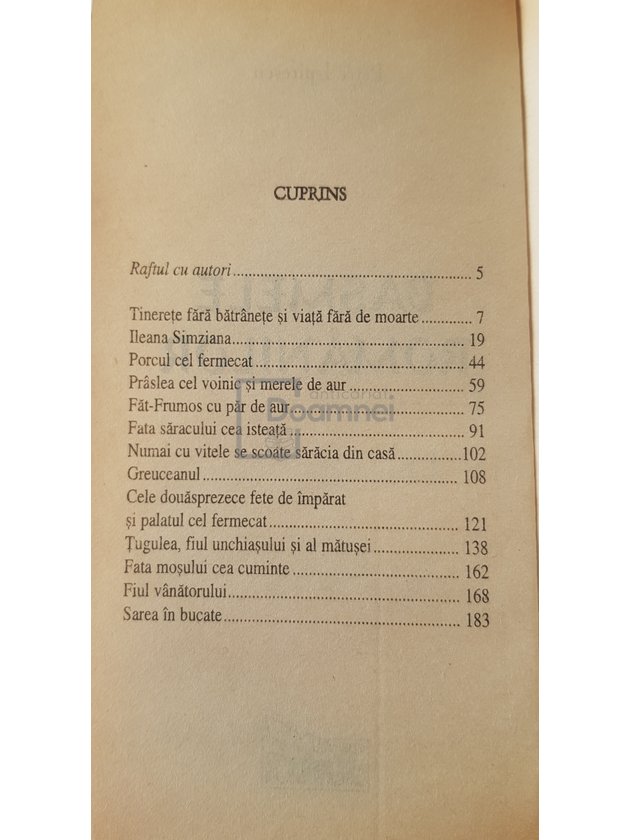 CUPRINS
Raftul cu autori.................................................. 5
Tinerețe fără bătrânețe și viață fără de moarte............ 7
Ileana Simziana.................................................. 19
Porcul cel fermecat............................................ 44
Prâslea cel voinic și merele de aur........................ 59
anticariat
Doamnei
Făt-Frumos cu păr de aur................................... 75
Fata săracului cea isteață................................... 91
Numai cu vitele se scoate sărăcia din casă..............102
Greuceanul....................................................... 108
Cele douăsprezece fete de împărat
și palatul cel fermecat........................................ 121
Țugulea, fiul unchiașului și al mătușei................... 138
Fata moșului cea cuminte................................... 162
Fiul vânătorului................................................ 168
Sarea în bucate.................................................. 183